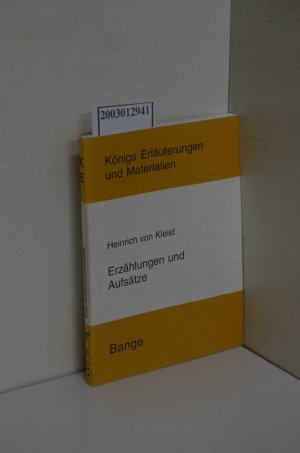 2003012941
Königs Erläuterungen
und Materialien
Heinrich von Kleist
Erzählungen und
Aufsätze
Bange